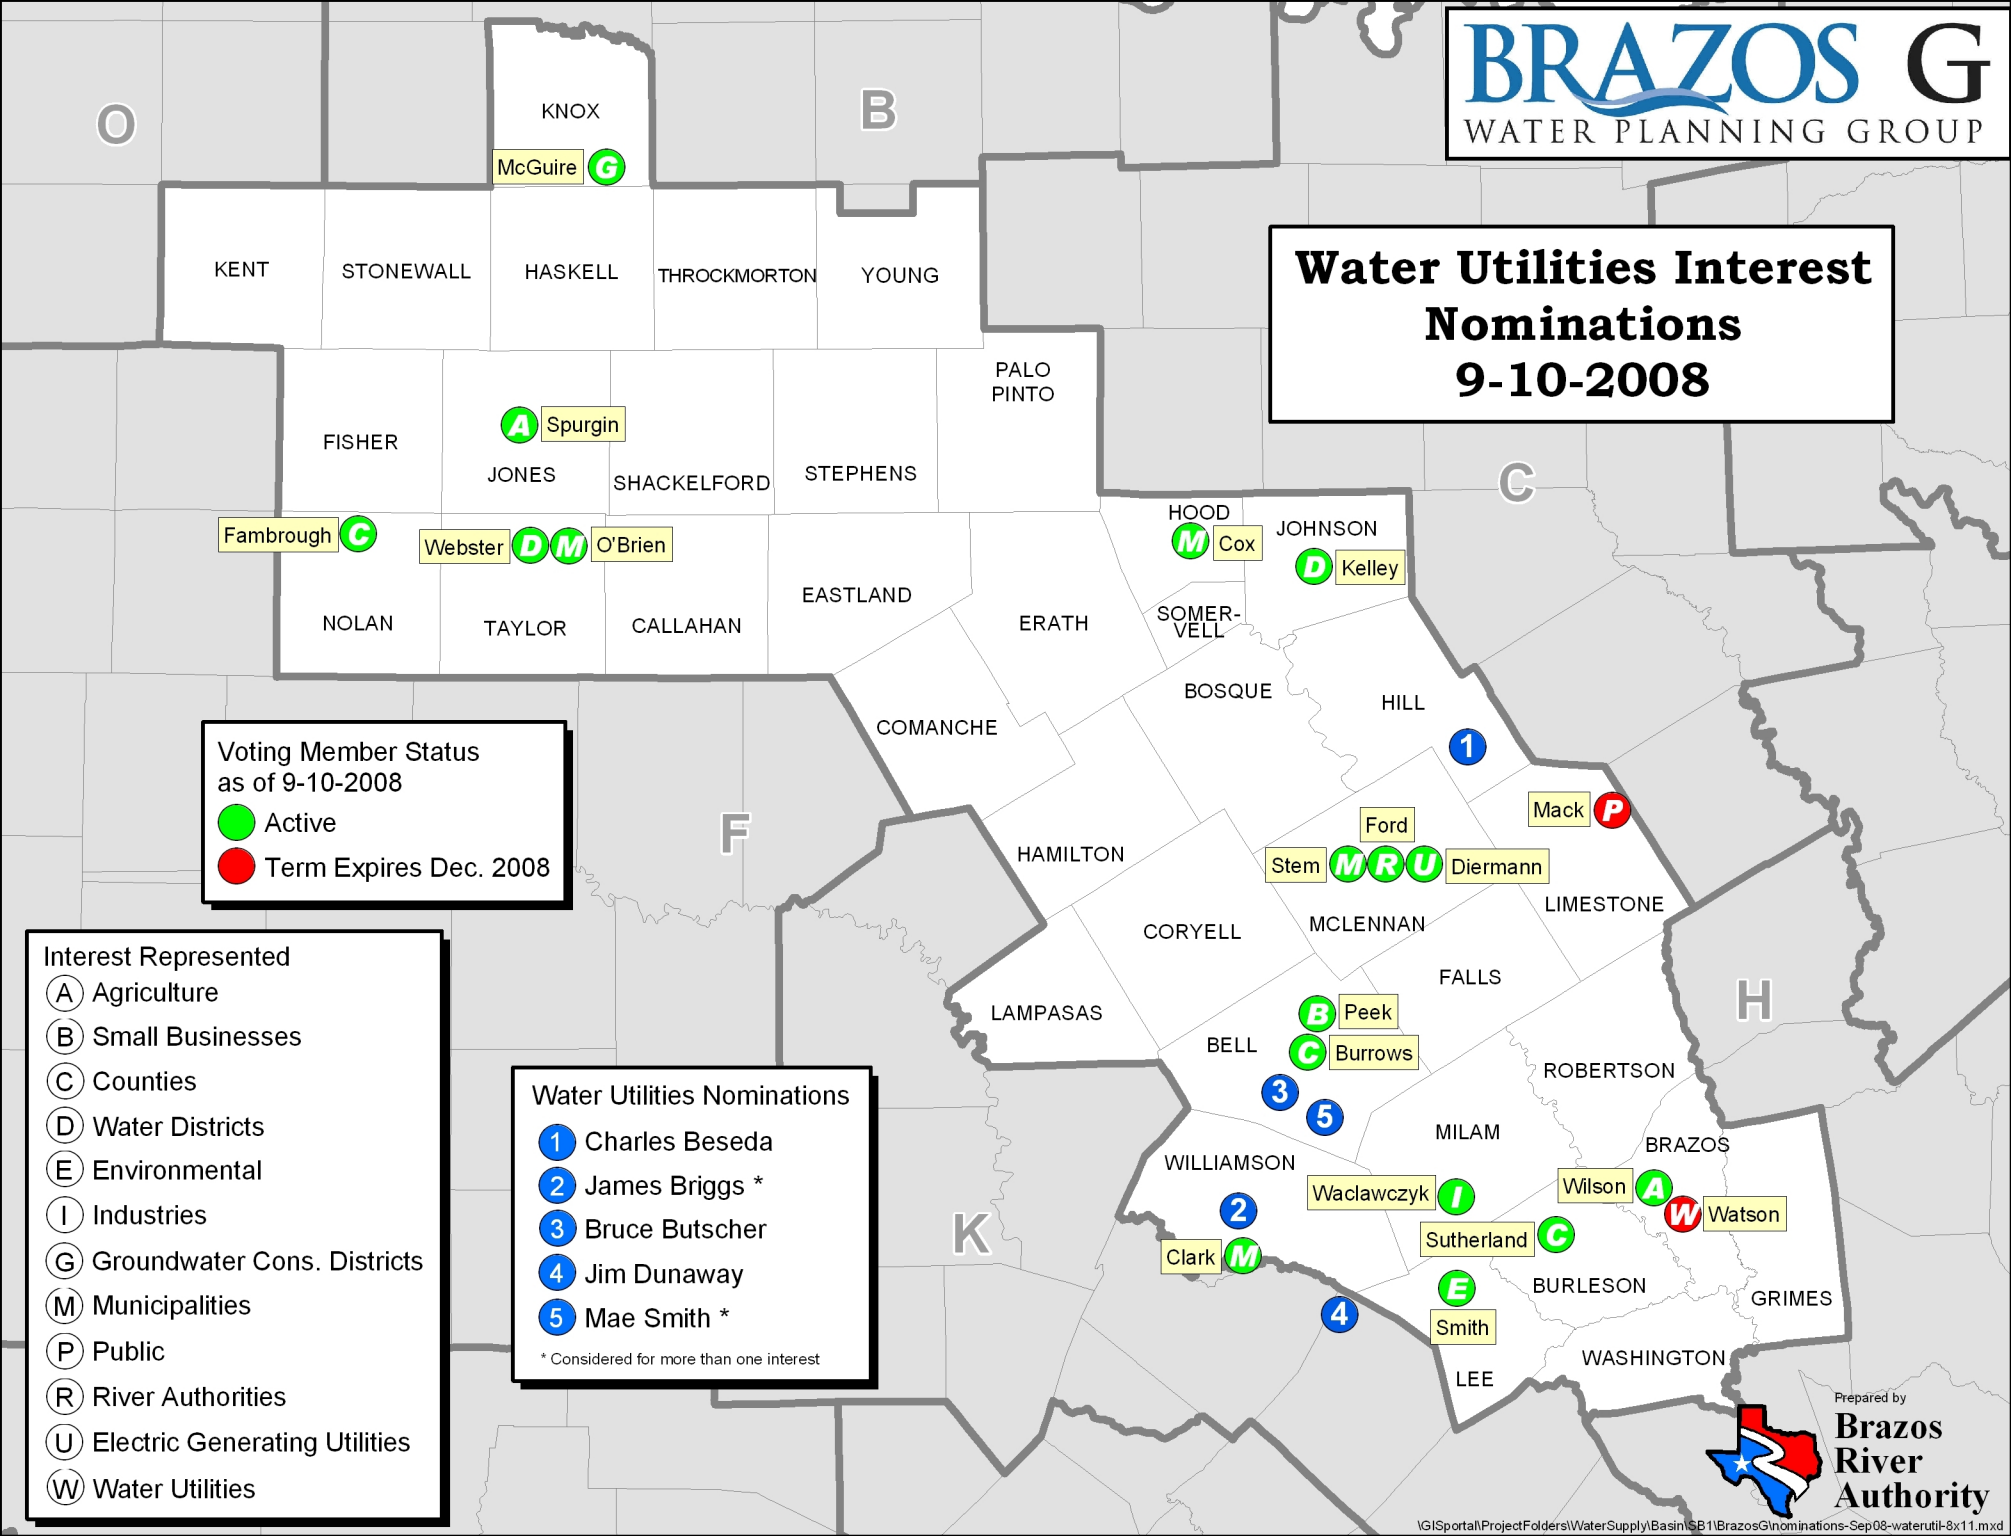 BRAZOS G
WATER PLANNING GROUP
Water Utilities Interest
Nominations
9-10-2008
O
B
C
F
H
K
KNOX
McGuire G
KENT
STONEWALL
HASKELL
THROCKMORTON
YOUNG
PALO
PINTO
FISHER
A Spurgin
JONES
SHACKELFORD
STEPHENS
Fambrough C
Webster D M O'Brien
NOLAN
TAYLOR
CALLAHAN
EASTLAND
ERATH
HOOD
M Cox
JOHNSON
D Kelley
SOMER-
VELL
COMANCHE
BOSQUE
HILL
1
Mack P
HAMILTON
Ford
Stem M R U Diermann
MCLENNAN
LIMESTONE
CORYELL
FALLS
LAMPASAS
B Peek
BELL
C Burrows
3
5
ROBERTSON
MILAM
BRAZOS
WILLIAMSON
Waclawczyk I
Wilson A
W Watson
2
Clark M
Sutherland C
E
Smith
BURLESON
GRIMES
4
WASHINGTON
LEE
Voting Member Status
as of 9-10-2008
Active
Term Expires Dec. 2008
Interest Represented
A Agriculture
B Small Businesses
C Counties
D Water Districts
E Environmental
I Industries
G Groundwater Cons. Districts
M Municipalities
P Public
R River Authorities
U Electric Generating Utilities
W Water Utilities
Water Utilities Nominations
1 Charles Beseda
2 James Briggs *
3 Bruce Butscher
4 Jim Dunaway
5 Mae Smith *
* Considered for more than one interest
Prepared by
Brazos
River
Authority
\GISportal\ProjectFolders\WaterSupply\Basin\SB1\BrazosG\nominations-Sep08-waterutil-8x11.mxd